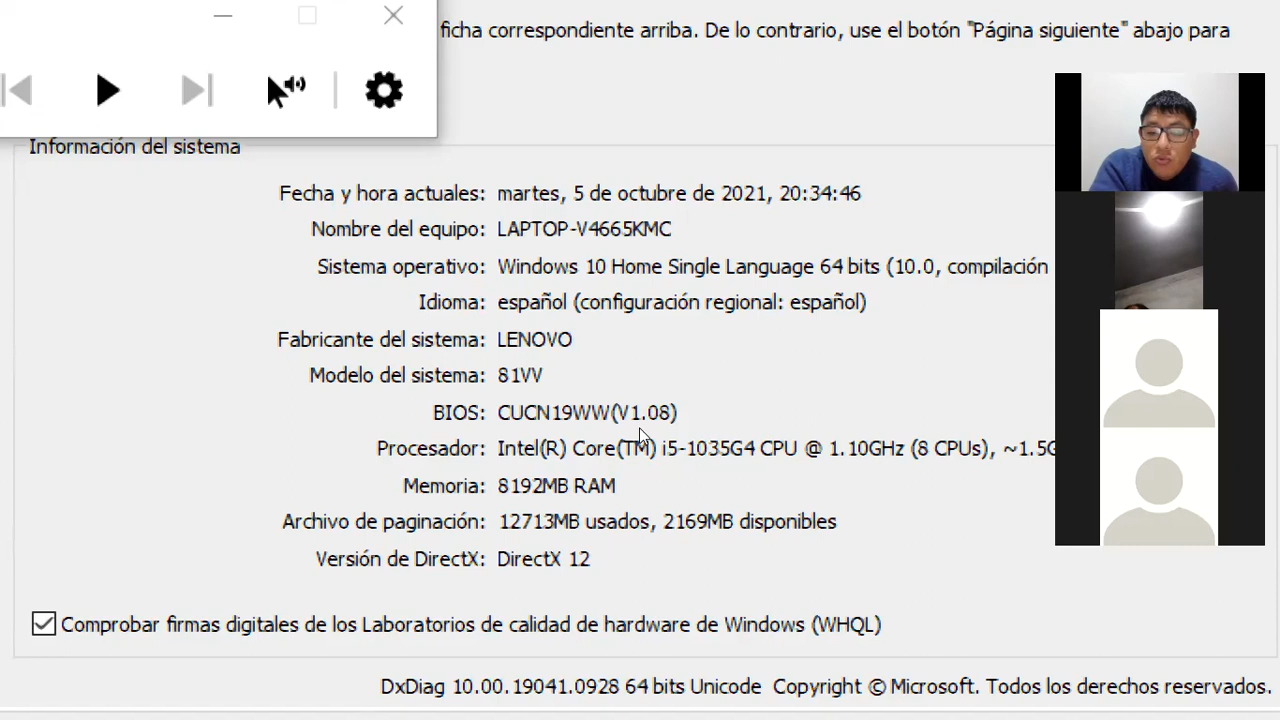 ficha correspondiente arriba. De lo contrario, use el botón "Página siguiente" abajo para
Información del sistema
Fecha y hora actuales: martes, 5 de octubre de 2021, 20:34:46
Nombre del equipo: LAPTOP-V4665KMC
Sistema operativo: Windows 10 Home Single Language 64 bits (10.0, compilación
Idioma: español (configuración regional: español)
Fabricante del sistema: LENOVO
Modelo del sistema: 81VV
BIOS: CUCN19WW(V1.08)
Procesador: Intel(R) Core(TM) i5-1035G4 CPU @ 1.10GHz (8 CPUs), ~1.5G
Memoria: 8192MB RAM
Archivo de paginación: 12713MB usados, 2169MB disponibles
Versión de DirectX: DirectX 12
Comprobar firmas digitales de los Laboratorios de calidad de hardware de Windows (WHQL)
DxDiag 10.00.19041.0928 64 bits Unicode Copyright © Microsoft. Todos los derechos reservados.